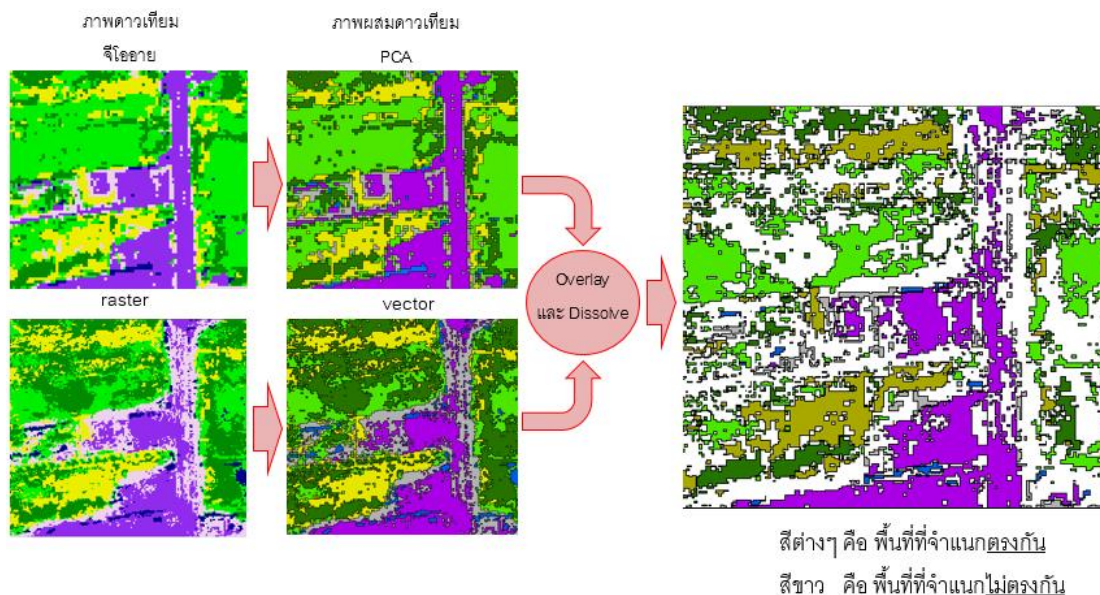 ภาพดาวเทียม
จีโออาย
ภาพผสมดาวเทียม
PCA
raster
vector
Overlay
และ Dissolve
สีต่างๆ คือ พื้นที่ที่จำแนกตรงกัน
สีขาว คือ พื้นที่ที่จำแนกไม่ตรงกัน